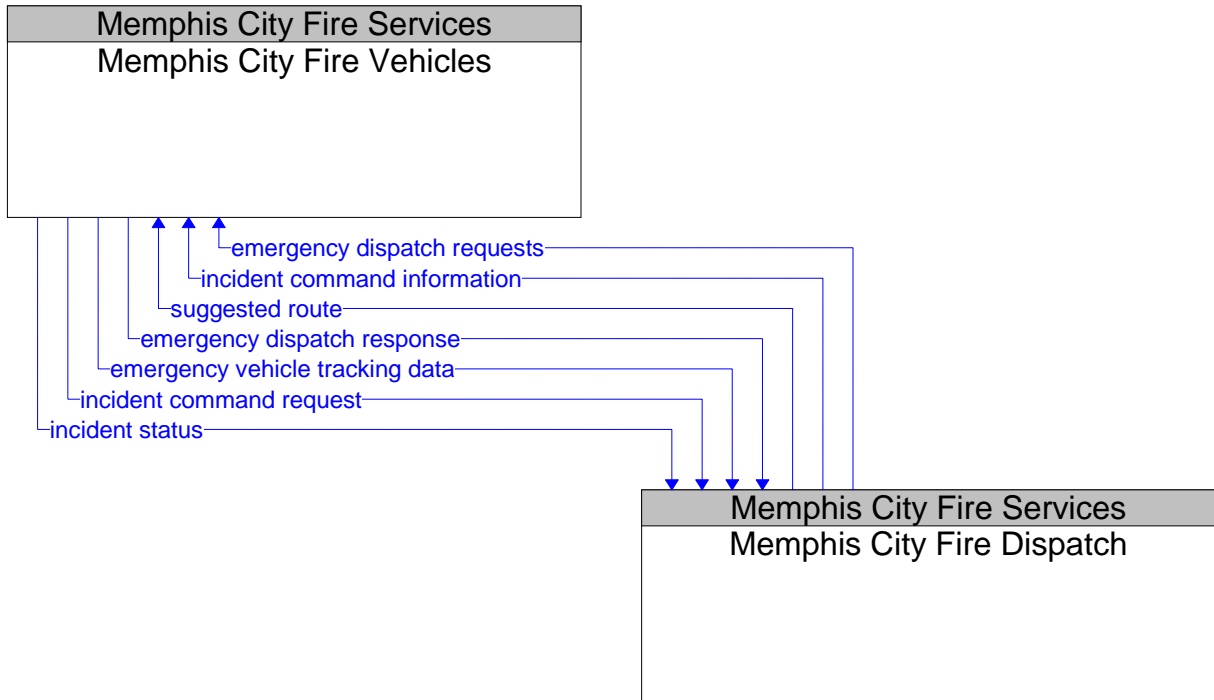 Memphis City Fire Services
Memphis City Fire Vehicles
emergency dispatch requests
incident command information
suggested route
emergency dispatch response
emergency vehicle tracking data
incident command request
incident status
Memphis City Fire Services
Memphis City Fire Dispatch